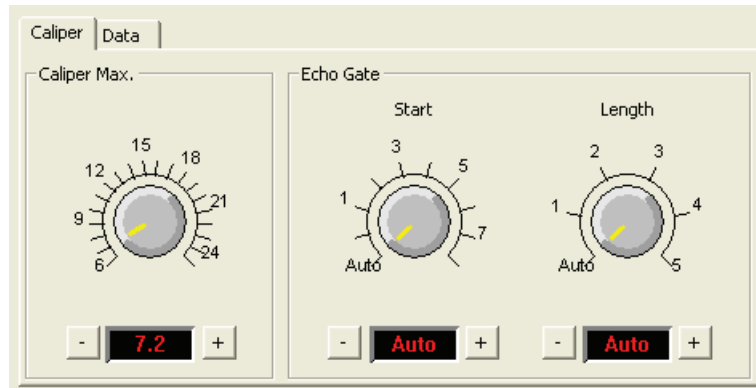 Caliper Data
Caliper Max.
6
9
12
15
18
21
24
- 7.2 +
Echo Gate
Start
Auto
1
3
5
7
- Auto +
Length
Auto
1
2
3
4
5
- Auto +